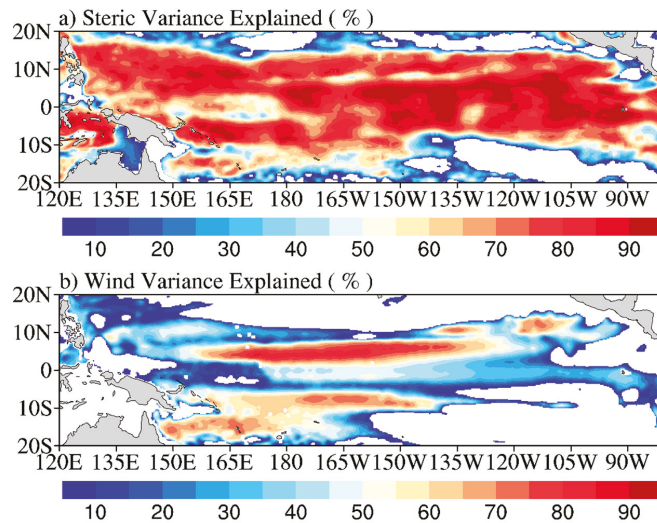 a) Steric Variance Explained ( % )
20N
10N
0
10S
20S
120E 135E 150E 165E 180 165W 150W 135W 120W 105W 90W
10 20 30 40 50 60 70 80 90
b) Wind Variance Explained ( % )
20N
10N
0
10S
20S
120E 135E 150E 165E 180 165W 150W 135W 120W 105W 90W
10 20 30 40 50 60 70 80 90